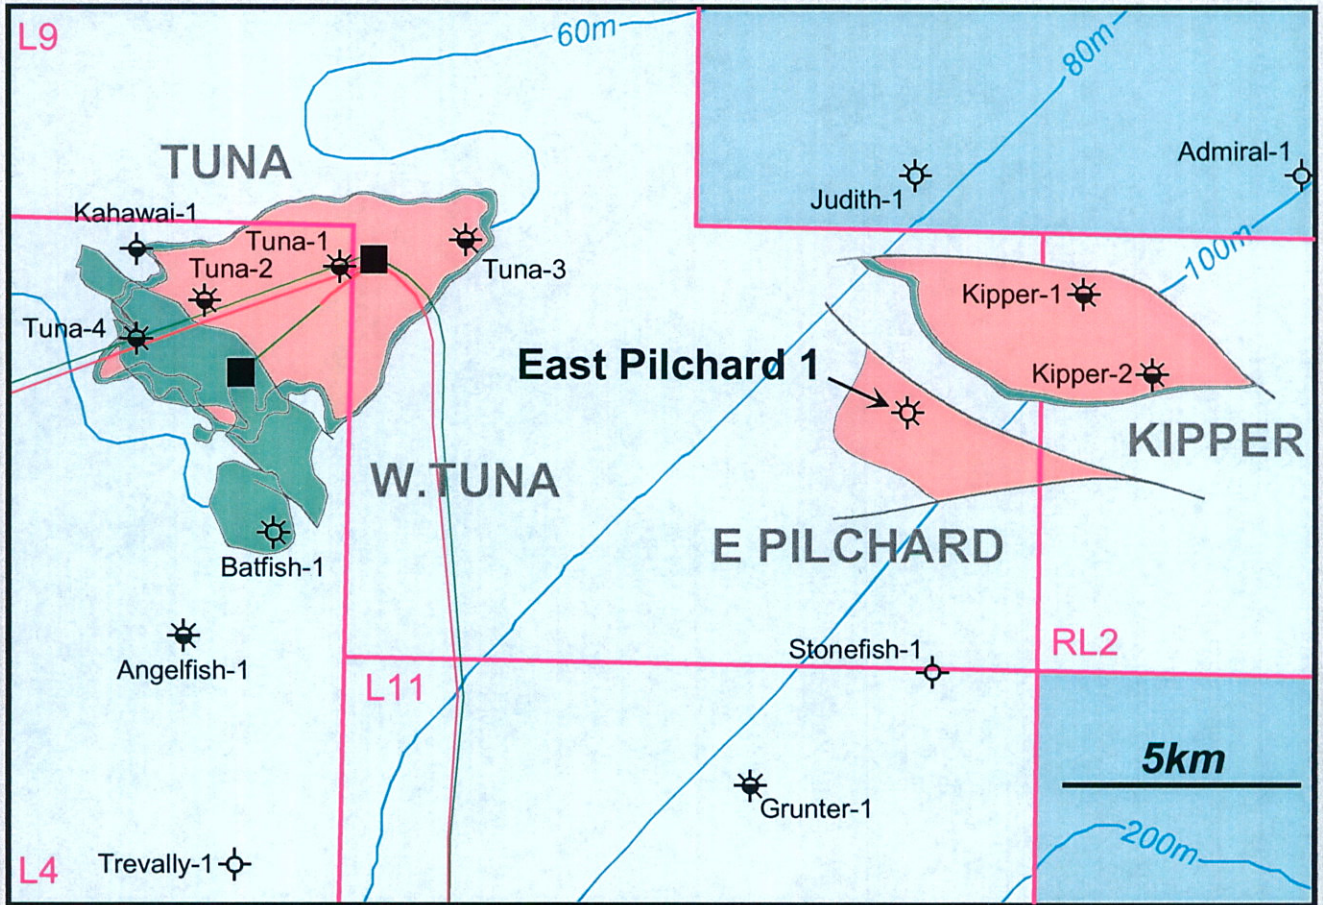 L9
60m
80m
TUNA
Admiral-1
Judith-1
Kahawai-1
Tuna-1
100m
Tuna-2
Tuna-3
Kipper-1
Tuna-4
East Pilchard 1
Kipper-2
KIPPER
W.TUNA
E PILCHARD
Batfish-1
Stonefish-1
RL2
Angelfish-1
L11
5km
Grunter-1
200m
Trevally-1
L4